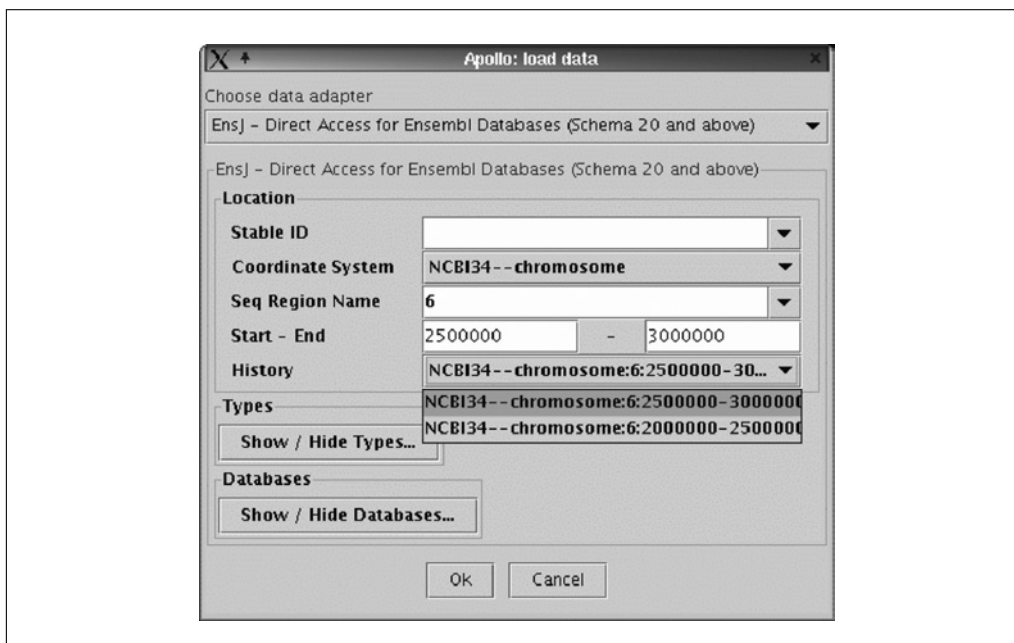 Apollo: load data
Choose data adapter
EnsJ - Direct Access for Ensembl Databases (Schema 20 and above)
EnsJ - Direct Access for Ensembl Databases (Schema 20 and above)
Location
Stable ID
Coordinate System NCBI34--chromosome
Seq Region Name 6
Start - End 2500000 - 3000000
History NCBI34--chromosome:6:2500000-30...
NCBI34--chromosome:6:2500000-3000000
Types
NCBI34--chromosome:6:2000000-2500000
Show / Hide Types...
Databases
Show / Hide Databases...
Ok Cancel